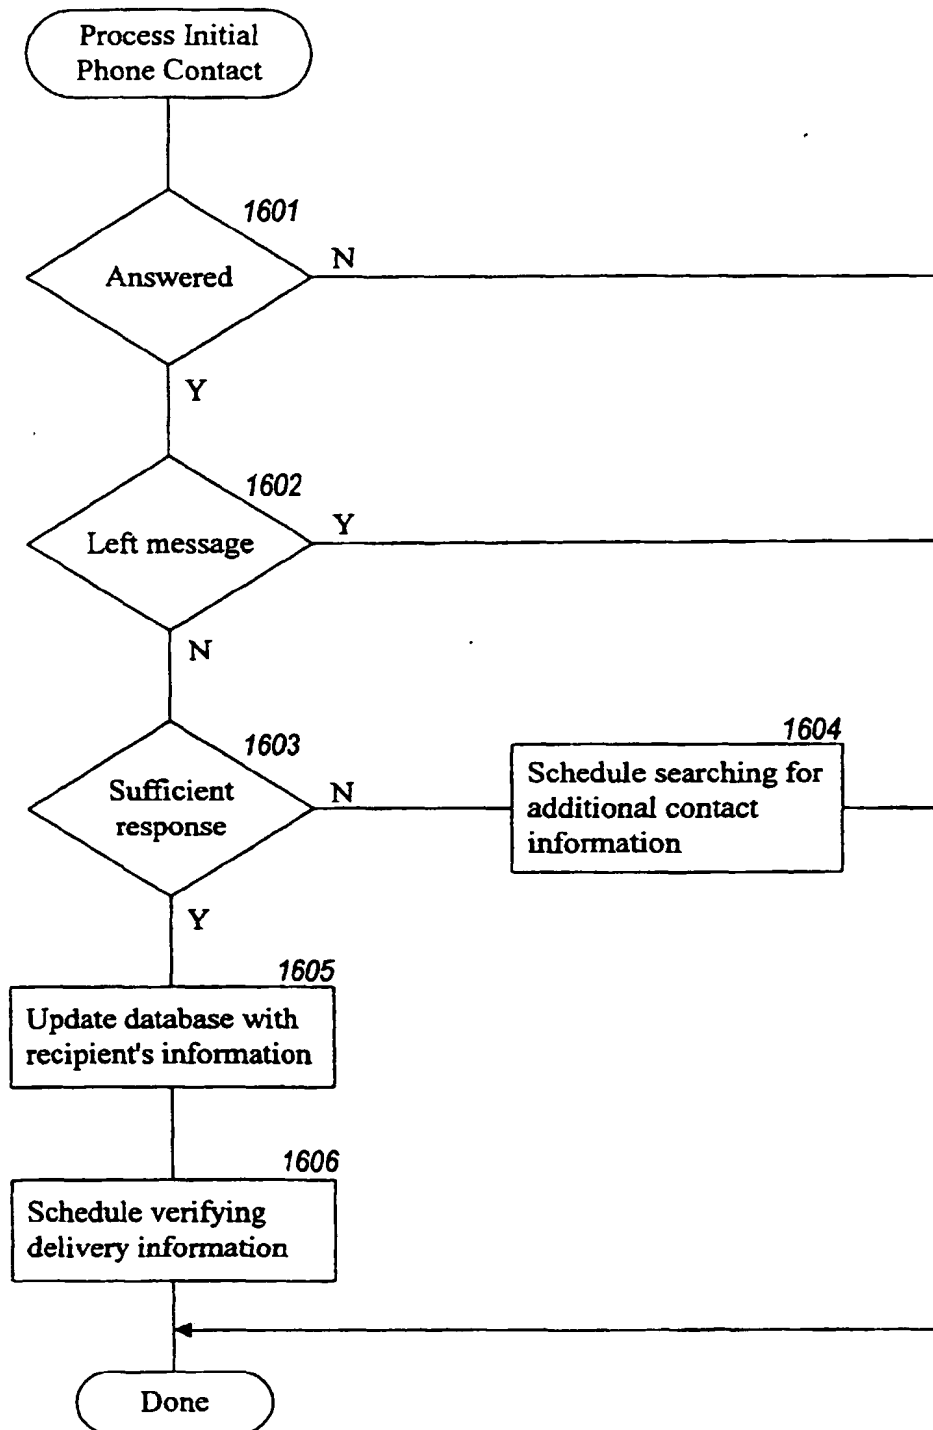 Process Initial
Phone Contact
1601
Answered
N
Y
1602
Left message
Y
N
1603
Sufficient
response
N
1604
Schedule searching for
additional contact
information
Y
1605
Update database with
recipient's information
1606
Schedule verifying
delivery information
Done